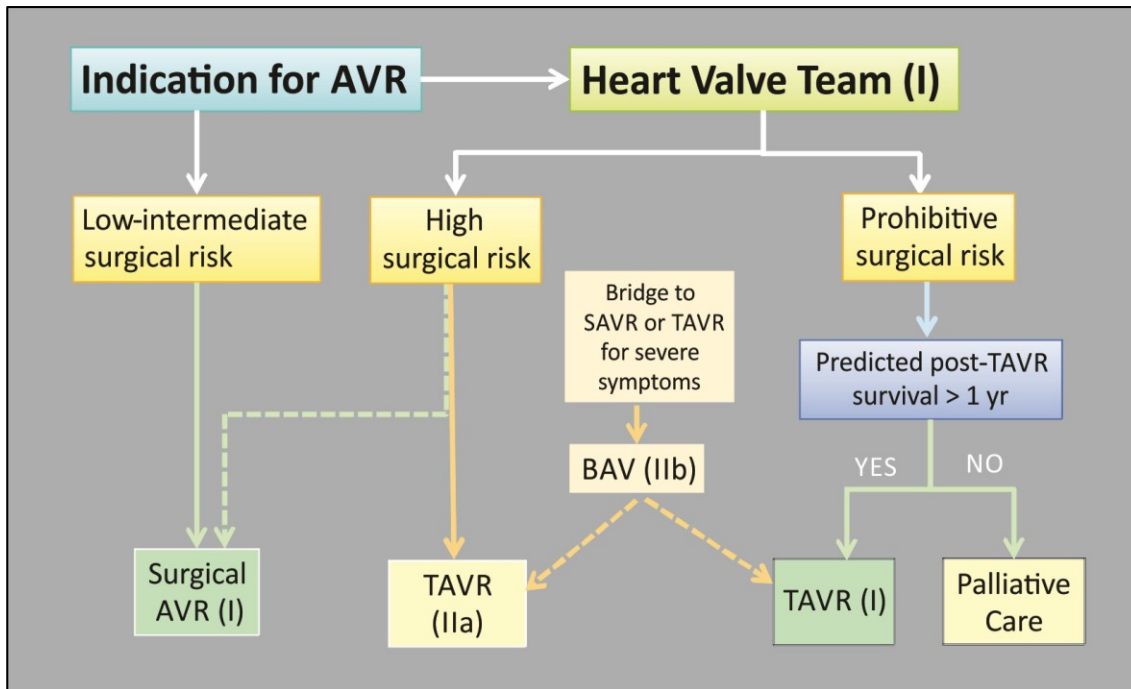 Indication for AVR
Heart Valve Team (I)
Low-intermediate
surgical risk
High
surgical risk
Prohibitive
surgical risk
Bridge to
SAVR or TAVR
for severe
symptoms
Predicted post-TAVR
survival > 1 yr
BAV (IIb)
YES
NO
Surgical
AVR (I)
TAVR
(IIa)
TAVR (I)
Palliative
Care